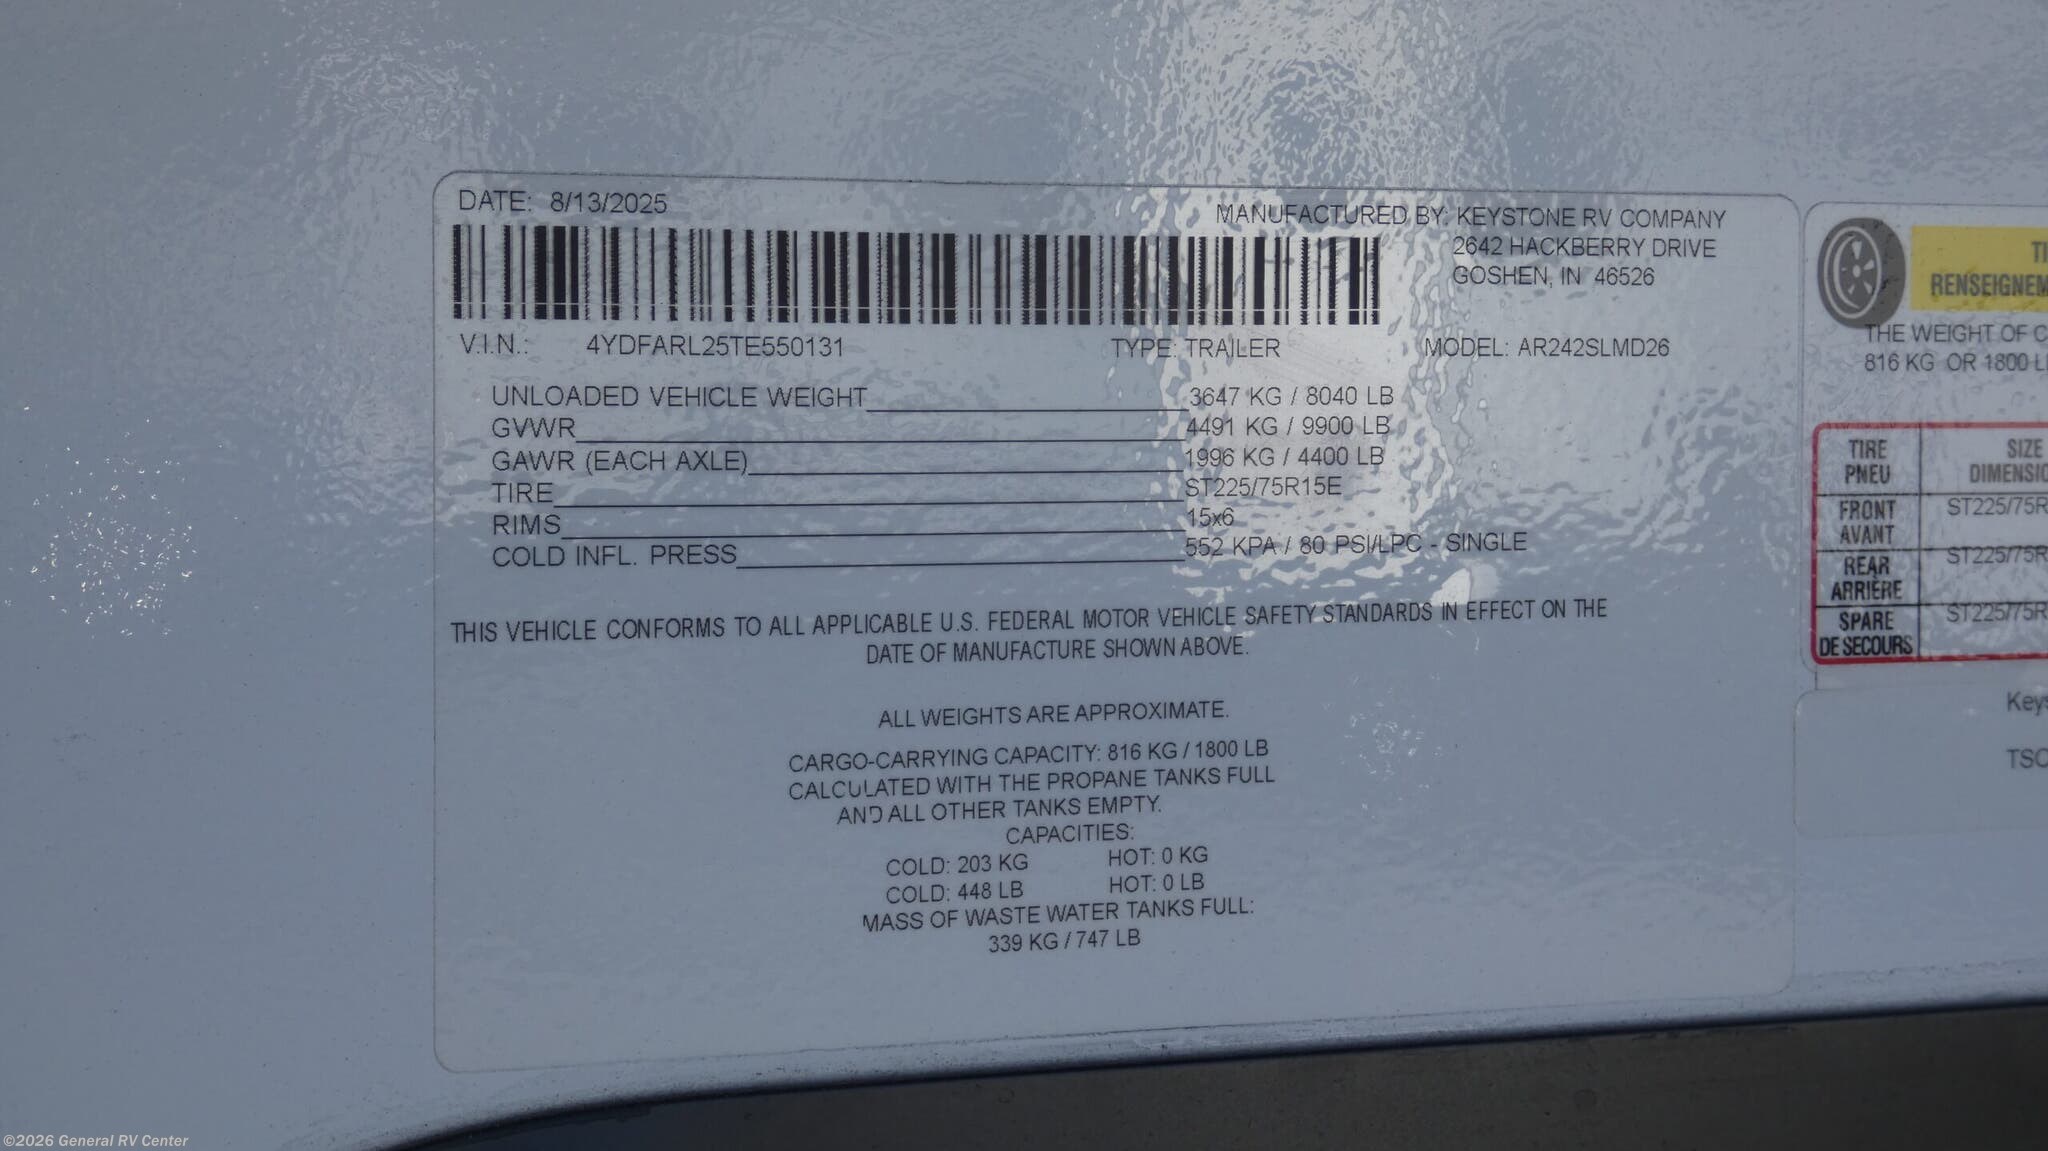 DATE: 8/13/2025
MANUFACTURED BY: KEYSTONE RV COMPANY
2642 HACKBERRY DRIVE
GOSHEN, IN 46526
V.I.N.: 4YDFARL25TE550131 TYPE: TRAILER MODEL: AR242SLMD26
UNLOADED VEHICLE WEIGHT 3647 KG / 8040 LB
GVWR 4491 KG / 9900 LB
GAWR (EACH AXLE) 1996 KG / 4400 LB
TIRE ST225/75R15E
RIMS 15x6
COLD INFL. PRESS 552 KPA / 80 PSI/LPC - SINGLE
THIS VEHICLE CONFORMS TO ALL APPLICABLE U.S. FEDERAL MOTOR VEHICLE SAFETY STANDARDS IN EFFECT ON THE
DATE OF MANUFACTURE SHOWN ABOVE.
ALL WEIGHTS ARE APPROXIMATE.
CARGO-CARRYING CAPACITY: 816 KG / 1800 LB
CALCULATED WITH THE PROPANE TANKS FULL
AND ALL OTHER TANKS EMPTY.
CAPACITIES:
COLD: 203 KG HOT: 0 KG
COLD: 448 LB HOT: 0 LB
MASS OF WASTE WATER TANKS FULL:
339 KG / 747 LB
TI
RENSEIGNEM
THE WEIGHT OF C
816 KG OR 1800 L
TIRE SIZE
PNEU DIMENSIO
FRONT ST225/75R
AVANT
REAR ST225/75R
ARRIÈRE
SPARE ST225/75R
DE SECOURS
Keys
TSC
©2026 General RV Center